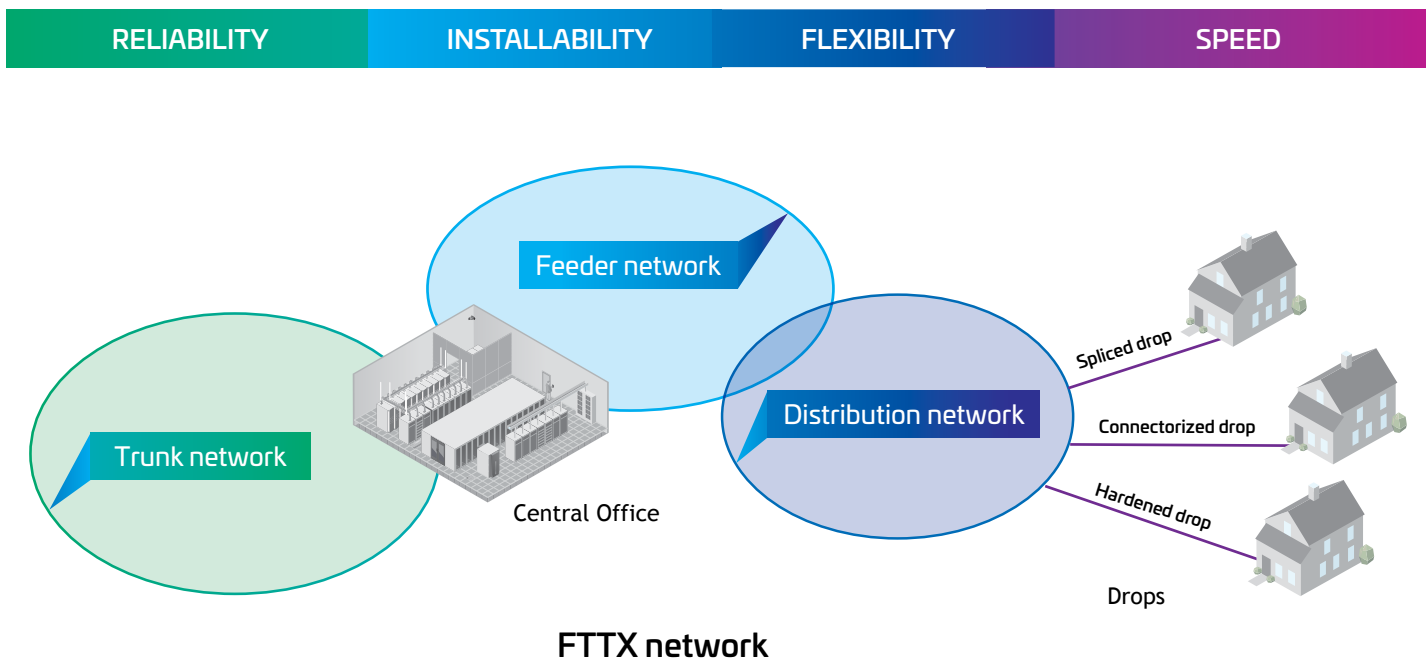 RELIABILITY
INSTALLABILITY
FLEXIBILITY
SPEED
Feeder network
Trunk network
Central Office
Distribution network
Spliced drop
Connectorized drop
Hardened drop
Drops
FTTX network